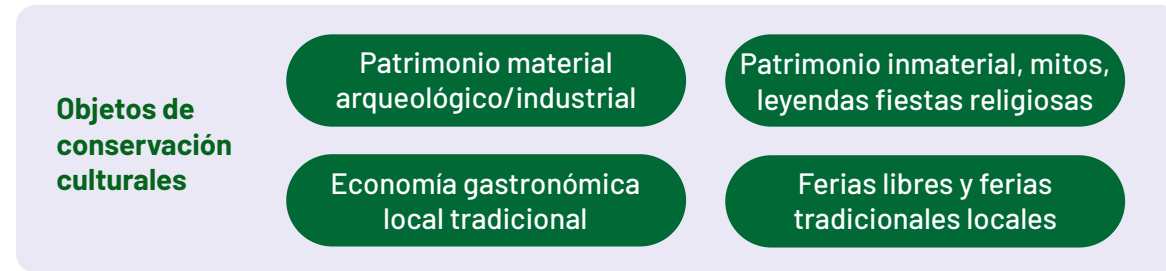 Objetos de
conservación
culturales
Patrimonio material
arqueológico/industrial
Patrimonio inmaterial, mitos,
leyendas fiestas religiosas
Economía gastronómica
local tradicional
Ferias libres y ferias
tradicionales locales